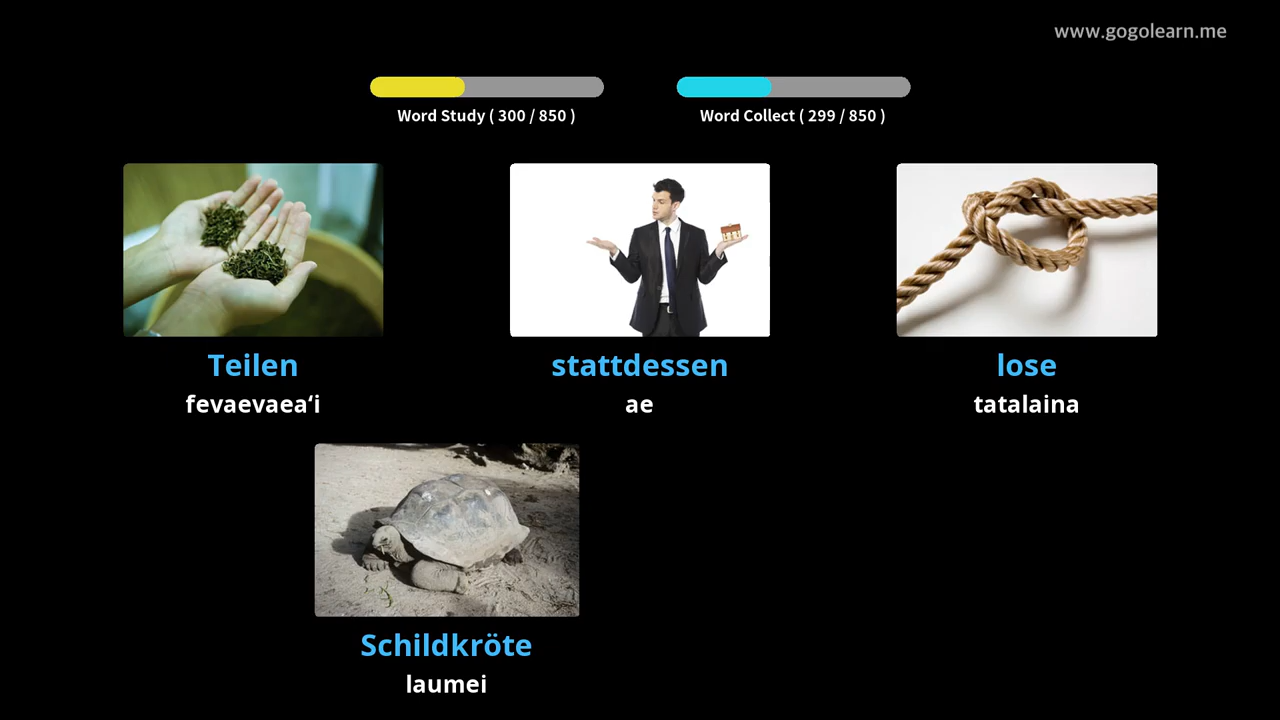 www.gogolearn.me
Word Study ( 300 / 850 )
Word Collect ( 299 / 850 )
Teilen
fevaevaea‘i
stattdessen
ae
lose
tatalaina
Schildkröte
laumei